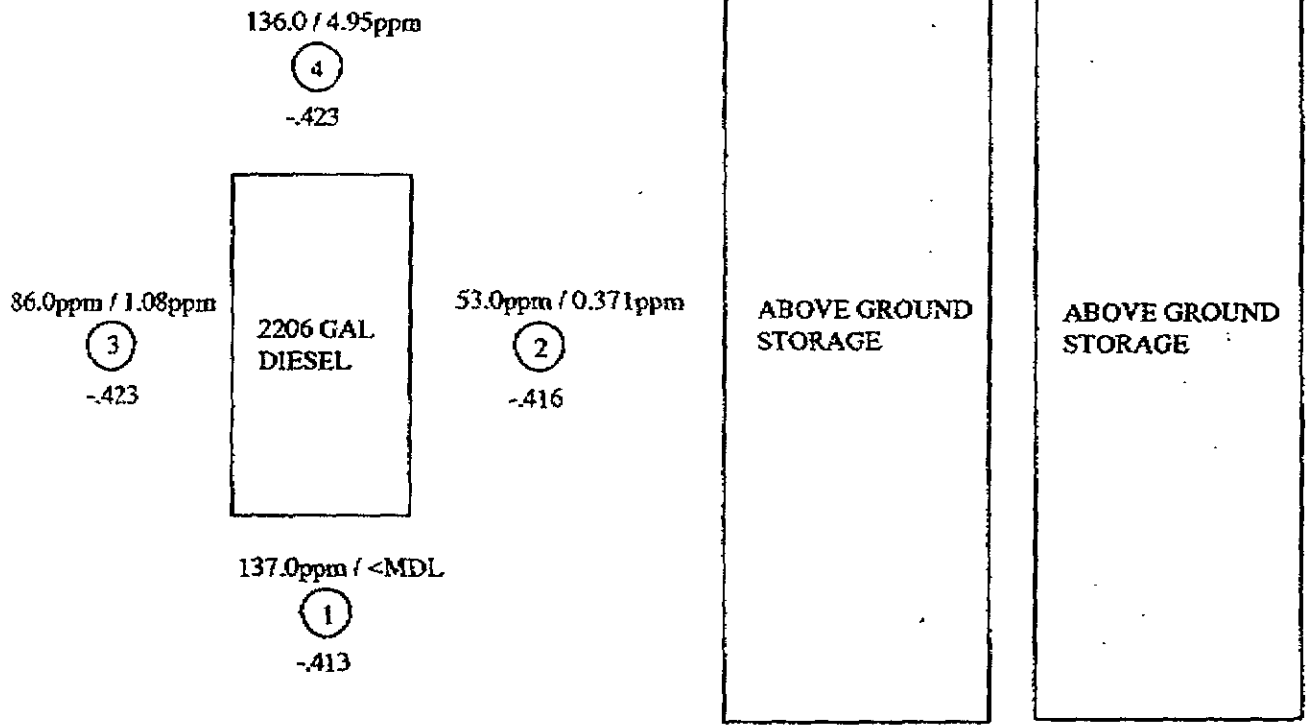 136.0 / 4.95ppm
4
-.423
86.0ppm / 1.08ppm
3
-.423
2206 GAL
DIESEL
53.0ppm / 0.371ppm
2
-.416
137.0ppm / <MDL
1
-.413
ABOVE GROUND
STORAGE
ABOVE GROUND
STORAGE